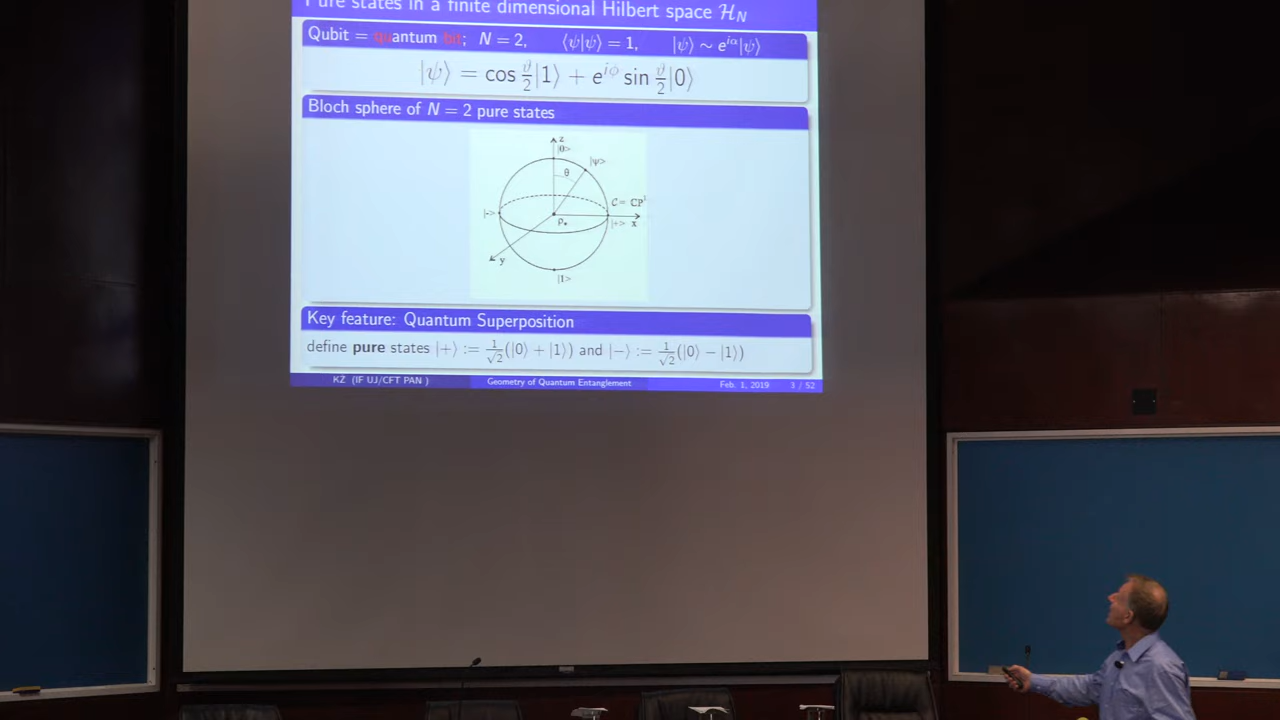 Pure states in a finite dimensional Hilbert space ℋ_N
Qubit = quantum bit; N = 2, ⟨ψ|ψ⟩ = 1, |ψ⟩ ∼ e^{iα}|ψ⟩
|ψ⟩ = cos ϑ/2 |1⟩ + e^{iϕ} sin ϑ/2 |0⟩
Bloch sphere of N = 2 pure states
z
|0>
|ψ>
θ
C = CP¹
|->
ρ*
|+> x
y
|1>
Key feature: Quantum Superposition
define pure states |+⟩ := 1/√2 (|0⟩ + |1⟩) and |−⟩ := 1/√2 (|0⟩ − |1⟩)
KŻ (IF UJ/CFT PAN ) Geometry of Quantum Entanglement Feb. 1, 2019 3 / 52